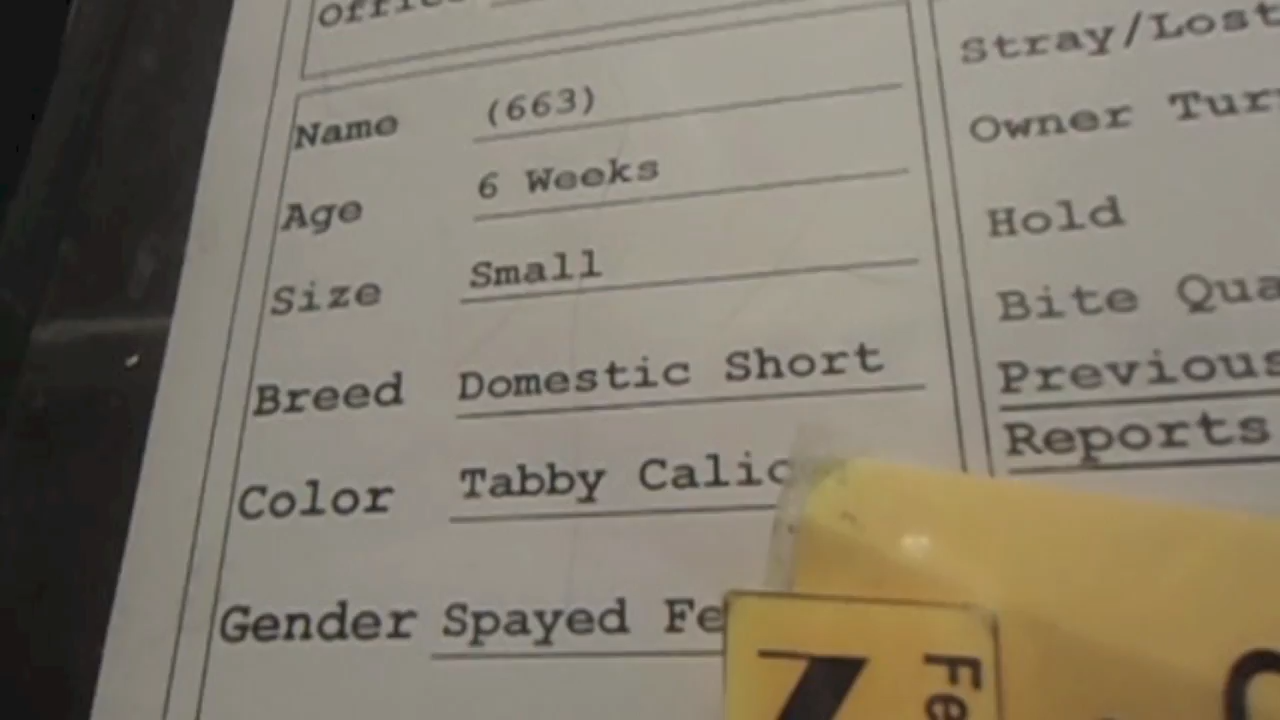 Name (663)
Age 6 Weeks
Size Small
Breed Domestic Short
Color Tabby Calic
Gender Spayed Fe
Stray/Lost
Owner Tur
Hold
Bite Qua
Previous
Reports
Fe